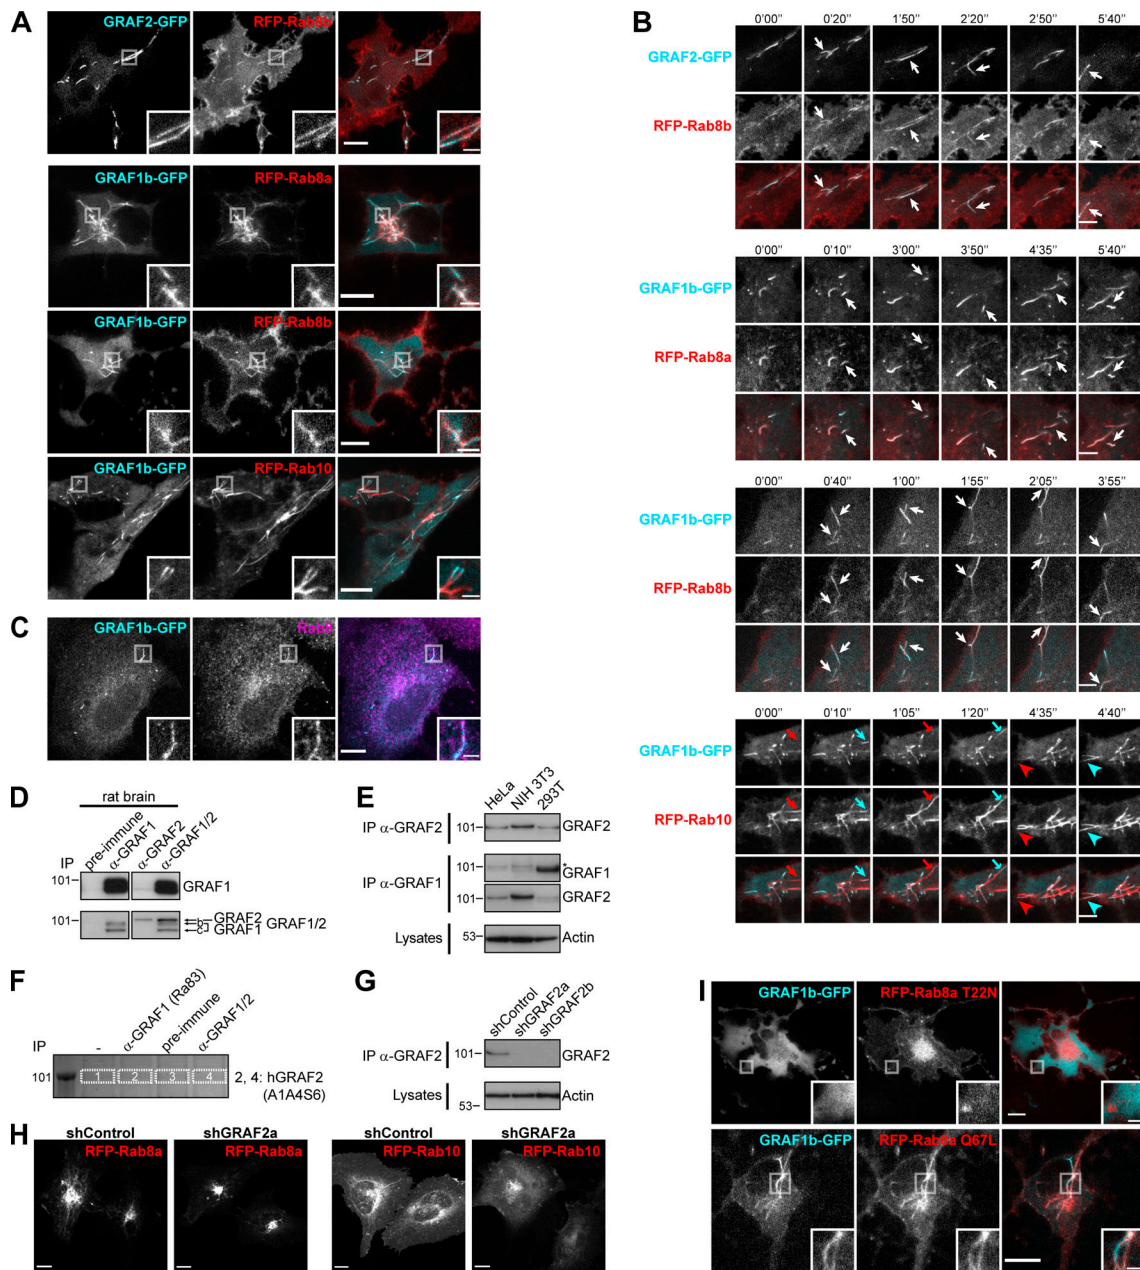 A
GRAF2-GFP RFP-Rab8b
GRAF1b-GFP RFP-Rab8a
GRAF1b-GFP RFP-Rab8b
GRAF1b-GFP RFP-Rab10
B
0'00" 0'20" 1'50" 2'20" 2'50" 5'40"
GRAF2-GFP
RFP-Rab8b
0'00" 0'10" 3'00" 3'50" 4'35" 5'40"
GRAF1b-GFP
RFP-Rab8a
0'00" 0'40" 1'00" 1'55" 2'05" 3'55"
GRAF1b-GFP
RFP-Rab8b
0'00" 0'10" 1'05" 1'20" 4'35" 4'40"
GRAF1b-GFP
RFP-Rab10
C
GRAF1b-GFP Rab8
D
rat brain
IP pre-immune α-GRAF1 α-GRAF2 α-GRAF1/2
101 GRAF1
101 b GRAF2 GRAF1/2
c GRAF1
E
HeLa NIH 3T3 293T
IP α-GRAF2 101 GRAF2
IP α-GRAF1 101 * GRAF1
101 GRAF2
Lysates 53 Actin
F
IP - α-GRAF1 (Ra83) pre-immune α-GRAF1/2
101 1 2 3 4 2, 4: hGRAF2
(A1A4S6)
G
shControl shGRAF2a shGRAF2b
IP α-GRAF2 101 GRAF2
Lysates 53 Actin
H
shControl shGRAF2a shControl shGRAF2a
RFP-Rab8a RFP-Rab8a RFP-Rab10 RFP-Rab10
I
GRAF1b-GFP RFP-Rab8a T22N
GRAF1b-GFP RFP-Rab8a Q67L